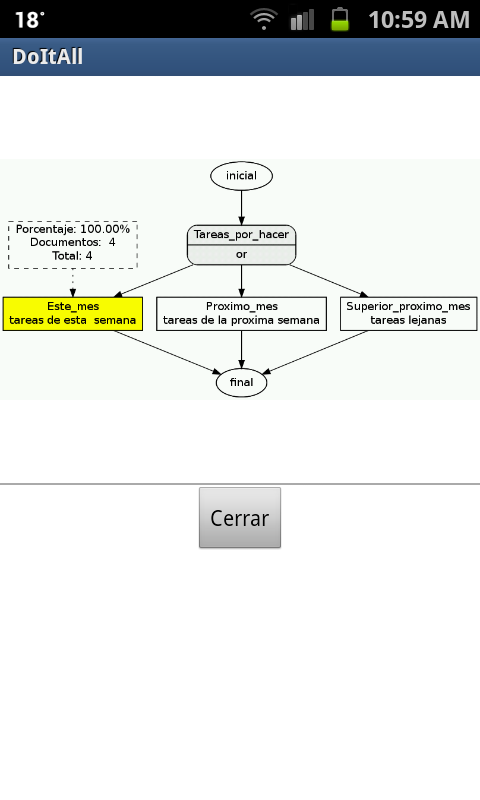 18°
10:59 AM
DoItAll
inicial
Porcentaje: 100.00%
Documentos:  4
Total: 4
Tareas_por_hacer
or
Este_mes
tareas de esta  semana
Proximo_mes
tareas de la proxima semana
Superior_proximo_mes
tareas lejanas
final
Cerrar